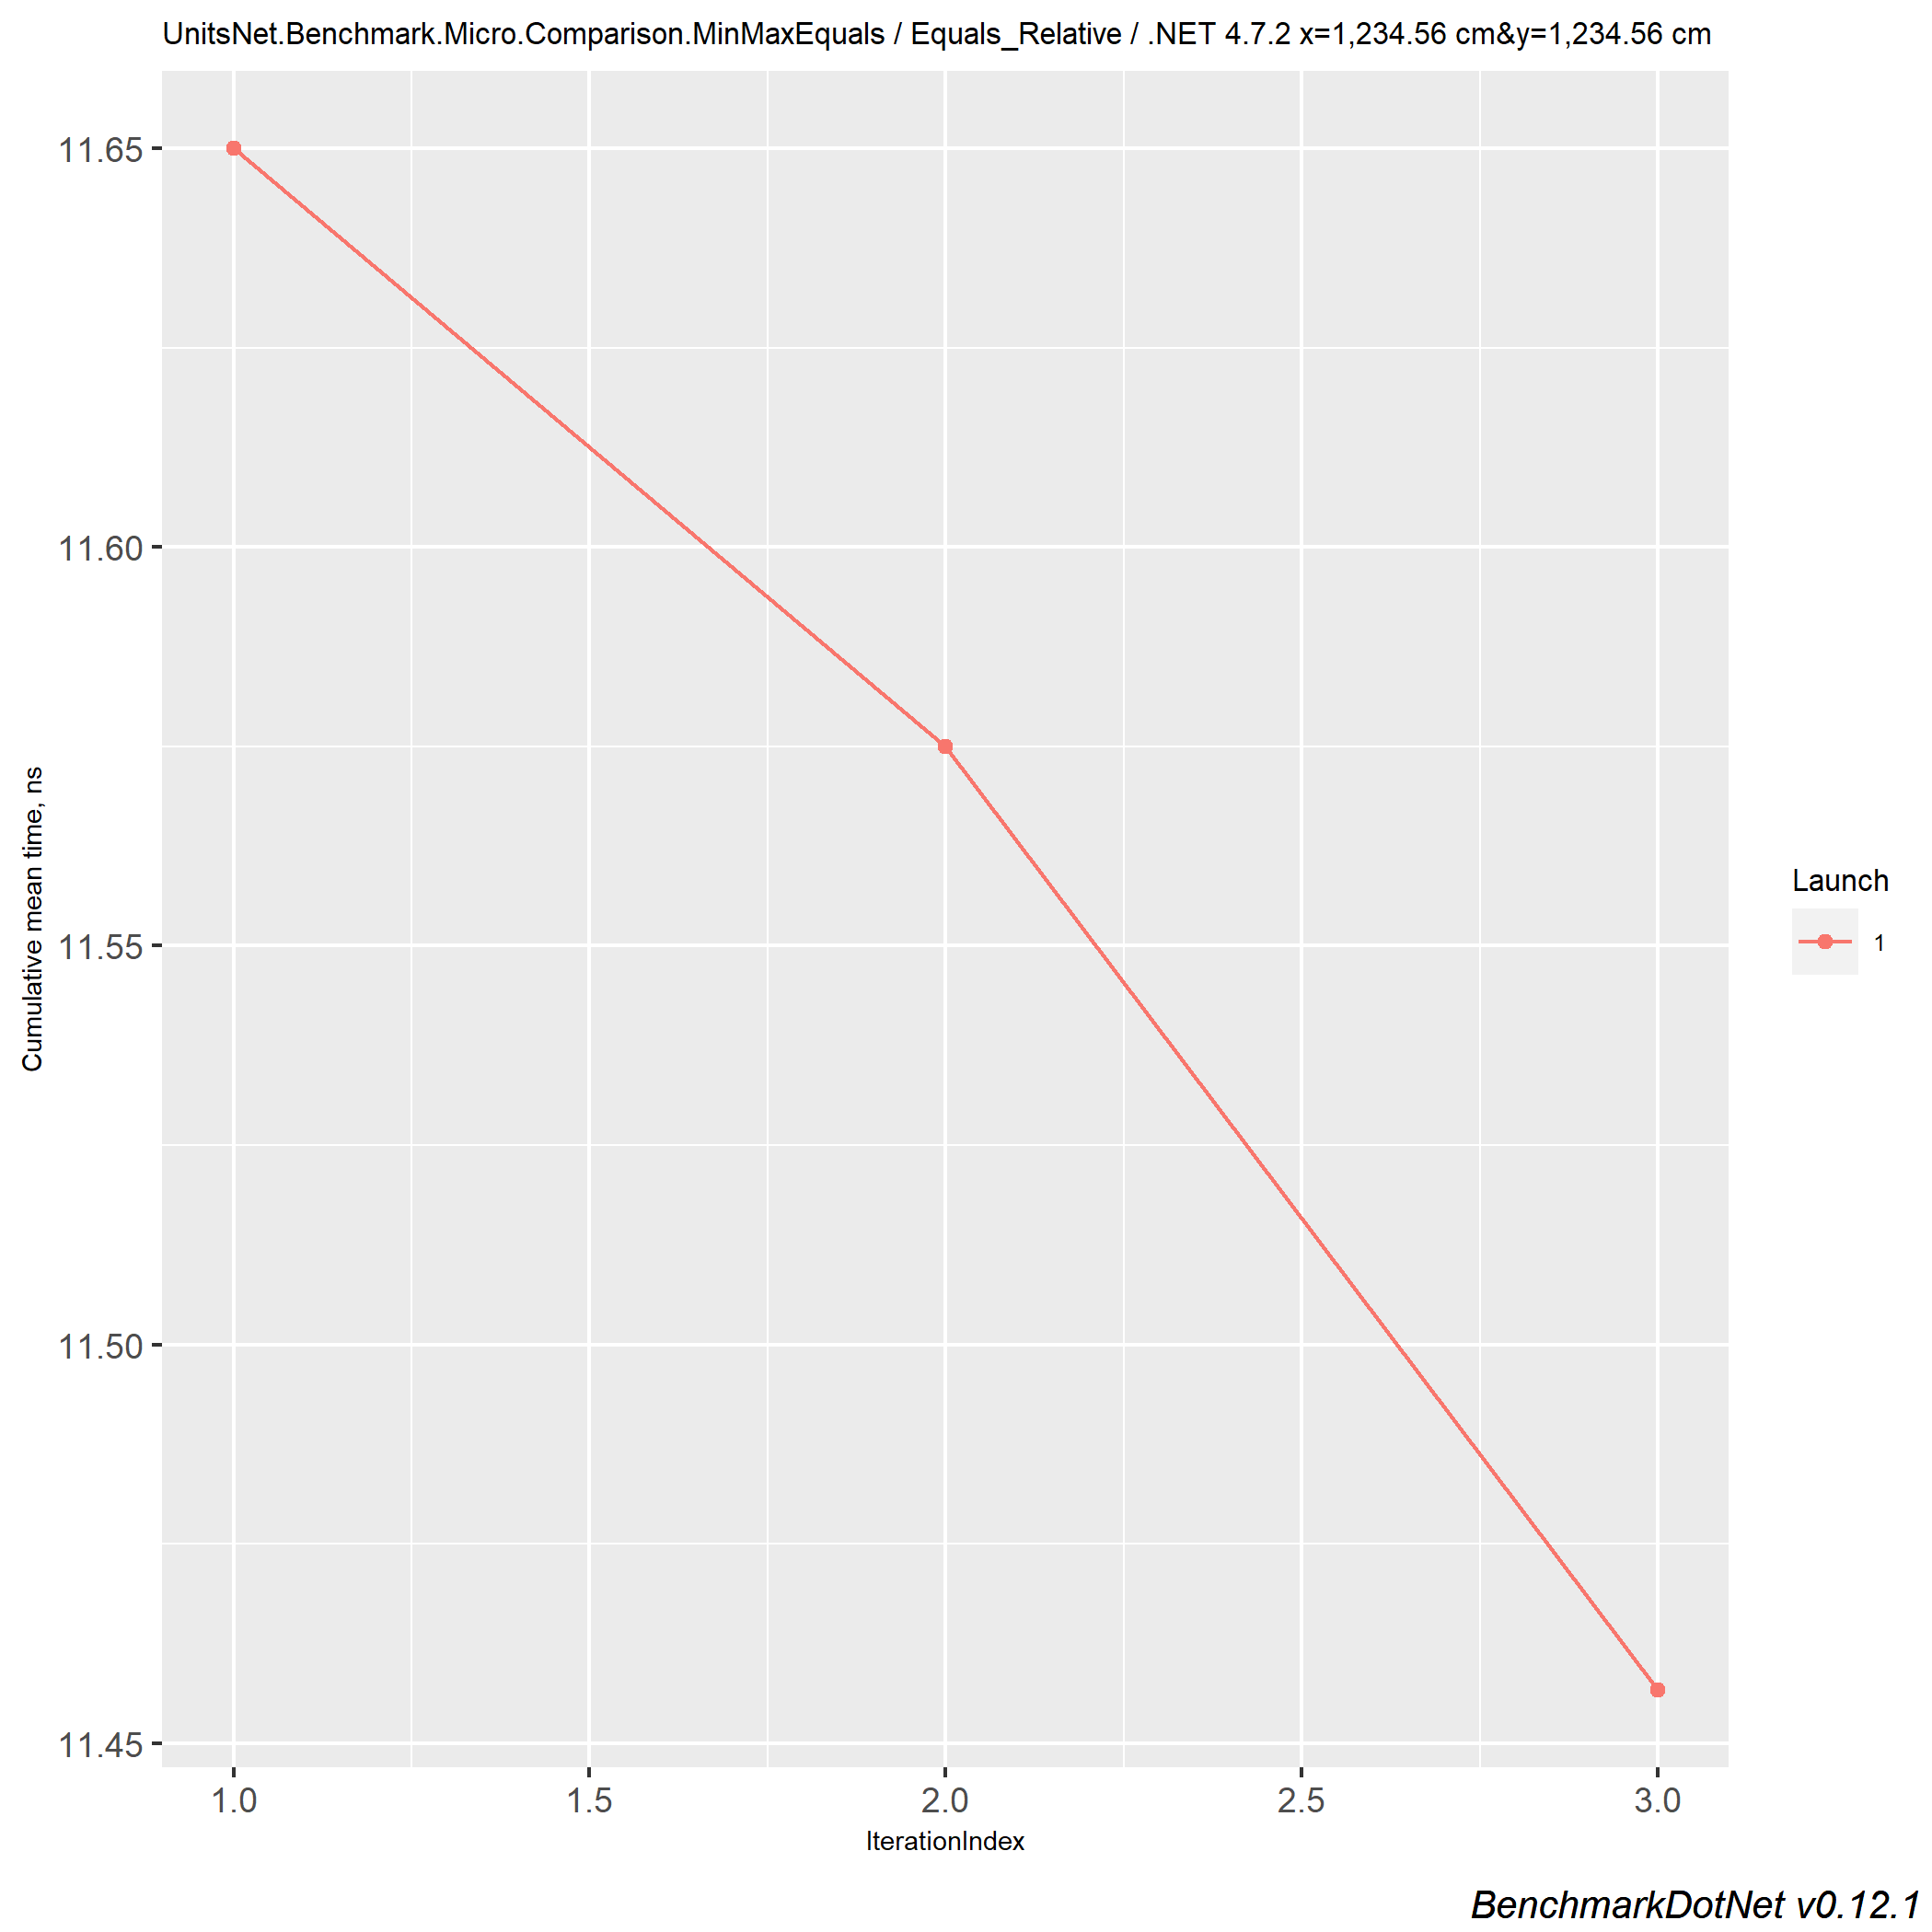 UnitsNet.Benchmark.Micro.Comparison.MinMaxEquals / Equals_Relative / .NET 4.7.2 x=1,234.56 cm&y=1,234.56 cm
Cumulative mean time, ns
11.65
11.60
11.55
11.50
11.45
1.0
1.5
2.0
2.5
3.0
IterationIndex
Launch
1
BenchmarkDotNet v0.12.1